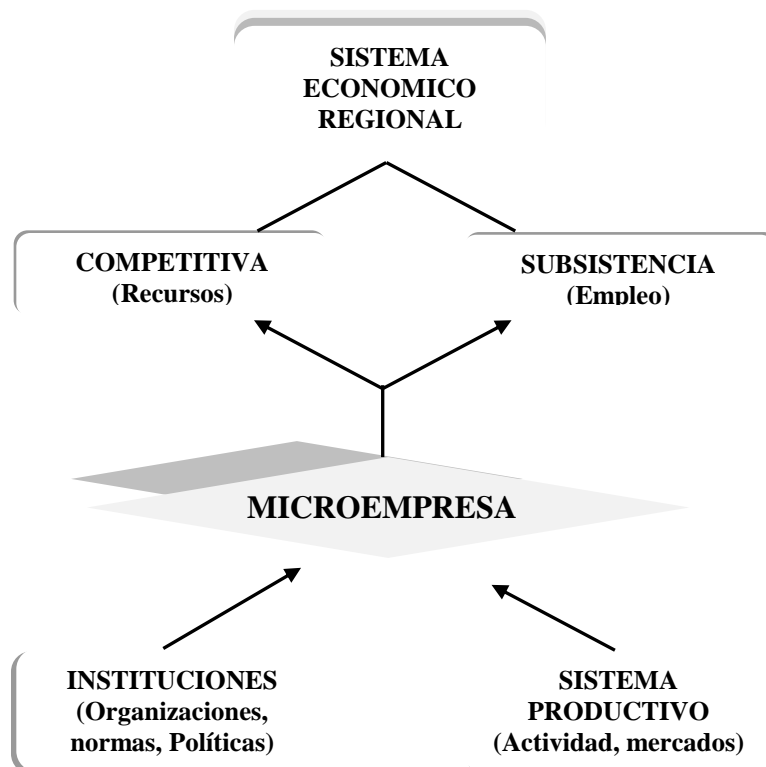 SISTEMA
ECONOMICO
REGIONAL
COMPETITIVA
(Recursos)
SUBSISTENCIA
(Empleo)
MICROEMPRESA
INSTITUCIONES
(Organizaciones,
normas, Políticas)
SISTEMA
PRODUCTIVO
(Actividad, mercados)